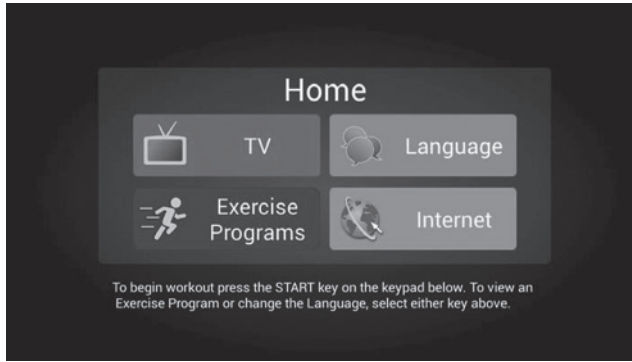 Home
TV
Language
Exercise
Programs
Internet
To begin workout press the START key on the keypad below. To view an
Exercise Program or change the Language, select either key above.